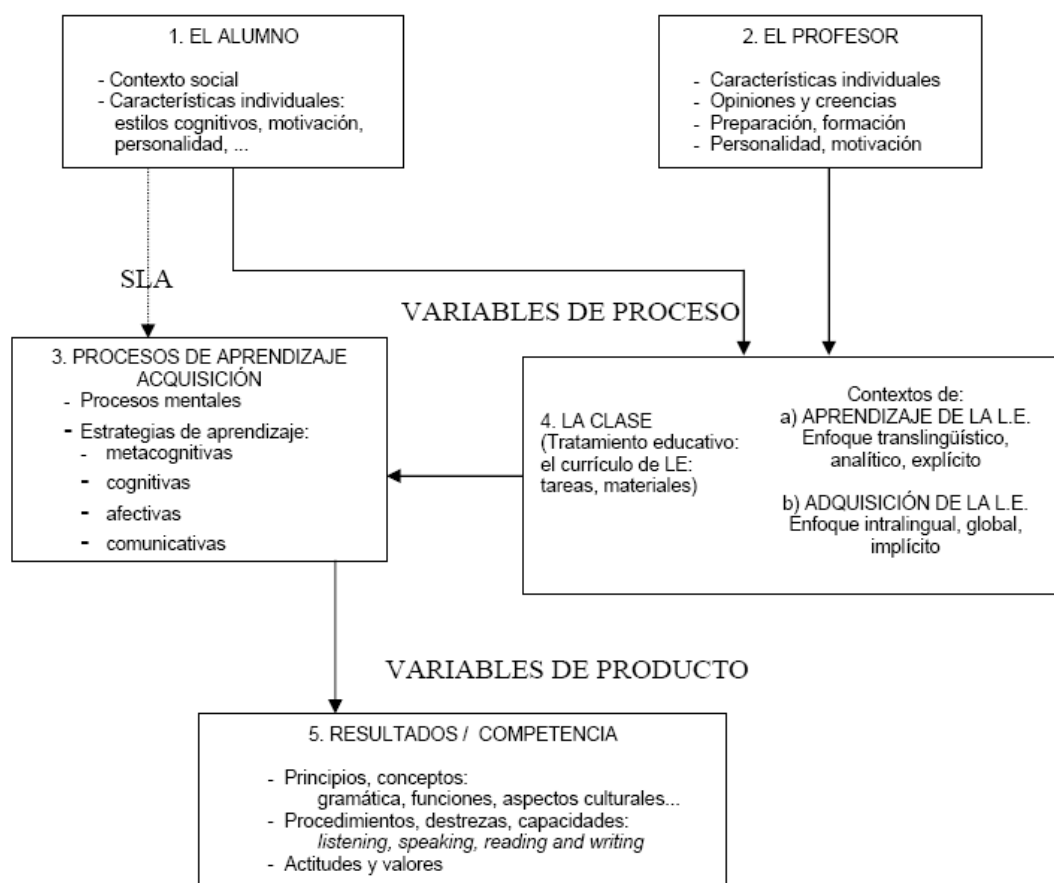 1. EL ALUMNO
- Contexto social
- Características individuales:
estilos cognitivos, motivación,
personalidad, ...
2. EL PROFESOR
- Características individuales
- Opiniones y creencias
- Preparación, formación
- Personalidad, motivación
SLA
VARIABLES DE PROCESO
3. PROCESOS DE APRENDIZAJE
ACQUISICIÓN
- Procesos mentales
- Estrategias de aprendizaje:
- metacognitivas
- cognitivas
- afectivas
- comunicativas
4. LA CLASE
(Tratamiento educativo:
el currículo de LE:
tareas, materiales)
Contextos de:
a) APRENDIZAJE DE LA L.E.
Enfoque translingüístico,
analítico, explícito
b) ADQUISICIÓN DE LA L.E.
Enfoque intralingual, global,
implícito
VARIABLES DE PRODUCTO
5. RESULTADOS / COMPETENCIA
- Principios, conceptos:
gramática, funciones, aspectos culturales...
- Procedimientos, destrezas, capacidades:
listening, speaking, reading and writing
- Actitudes y valores